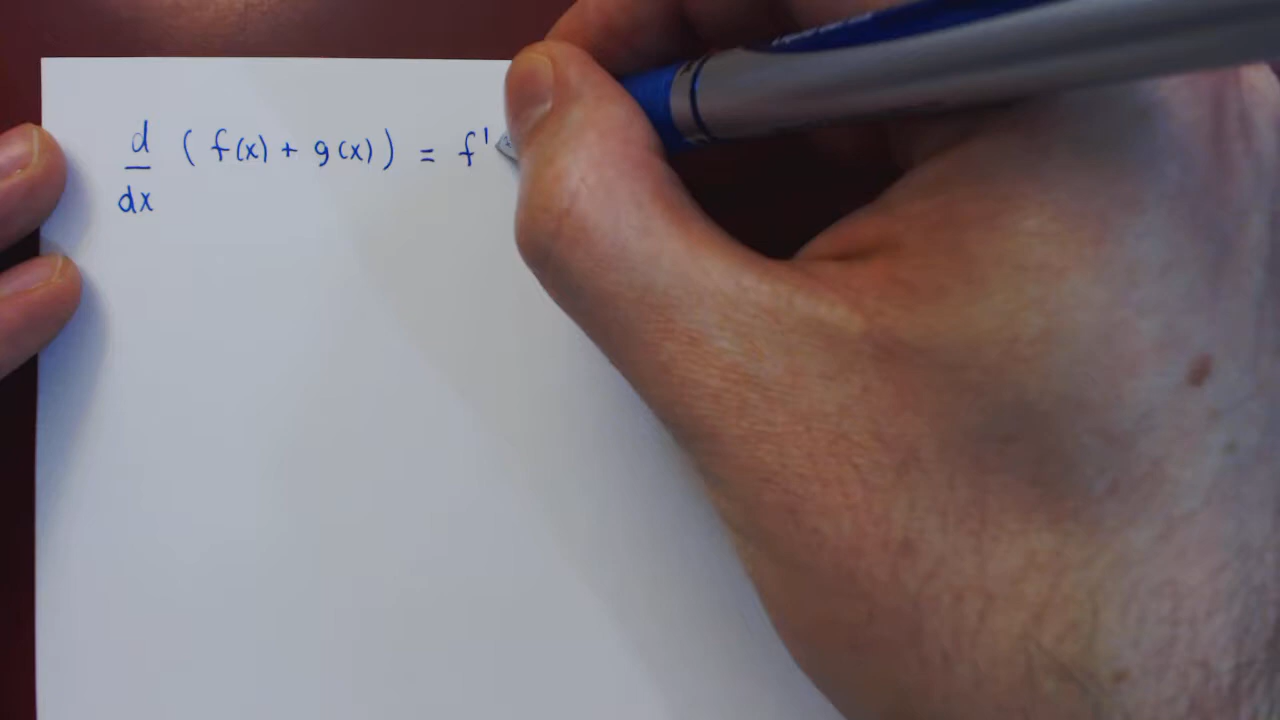 d/dx (f(x) + g(x)) = f'